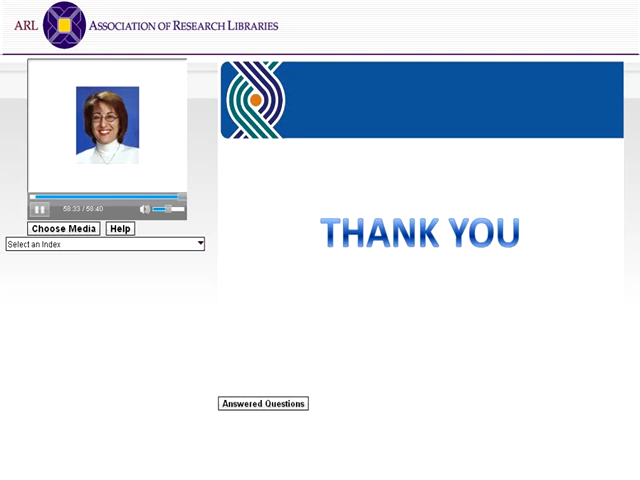 ARL ASSOCIATION OF RESEARCH LIBRARIES
58:33 / 58:40
Choose Media Help
Select an Index
THANK YOU
Answered Questions